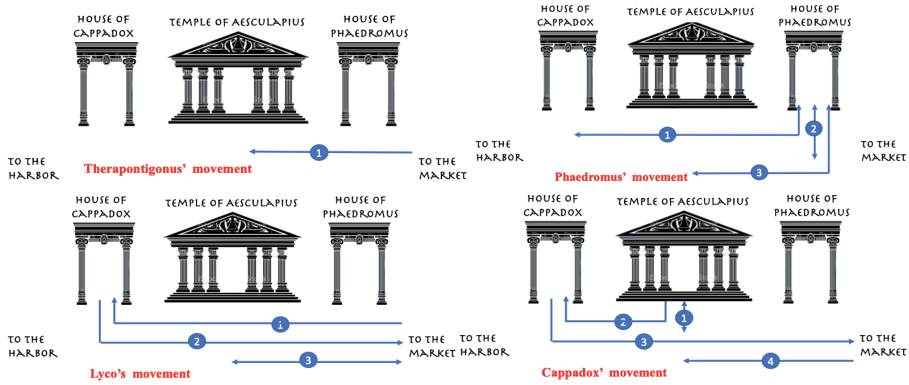 HOUSE OF
CAPPADOX
TEMPLE OF AESCULAPIUS
HOUSE OF
PHAEDROMUS
1
TO THE
HARBOR
Therapontigonus' movement
TO THE
MARKET
HOUSE OF
CAPPADOX
TEMPLE OF AESCULAPIUS
HOUSE OF
PHAEDROMUS
1
2
3
TO THE
HARBOR
Phaedromus' movement
TO THE
MARKET
HOUSE OF
CAPPADOX
TEMPLE OF AESCULAPIUS
HOUSE OF
PHAEDROMUS
1
2
3
TO THE
HARBOR
Lyco's movement
TO THE
MARKET
HOUSE OF
CAPPADOX
TEMPLE OF AESCULAPIUS
HOUSE OF
PHAEDROMUS
1
2
3
4
TO THE
HARBOR
Cappadox' movement
TO THE
MARKET